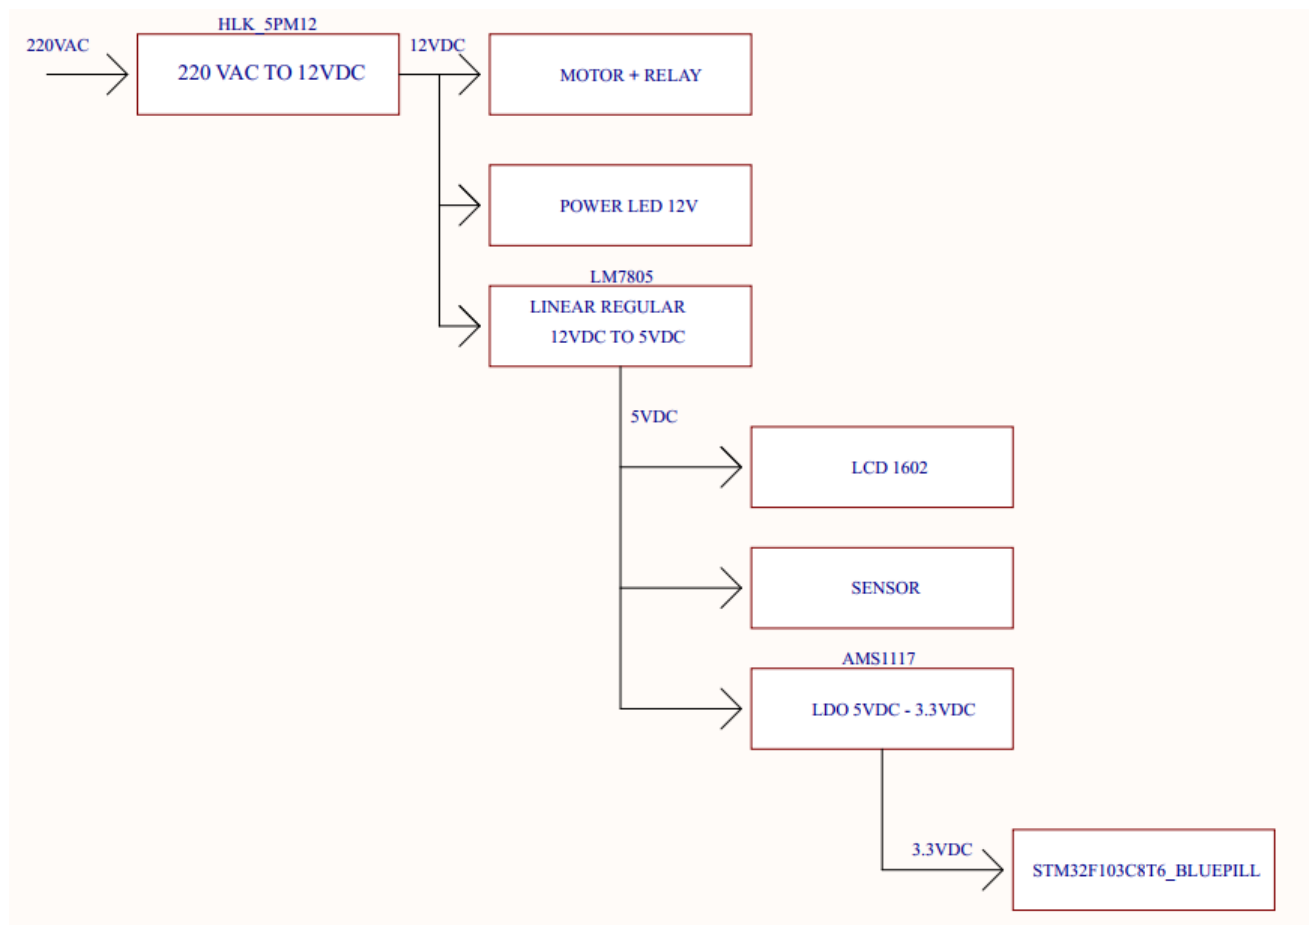 HLK_5PM12
220VAC
220 VAC TO 12VDC
12VDC
MOTOR + RELAY
POWER LED 12V
LM7805
LINEAR REGULAR
12VDC TO 5VDC
5VDC
LCD 1602
SENSOR
AMS1117
LDO 5VDC - 3.3VDC
3.3VDC
STM32F103C8T6_BLUEPILL